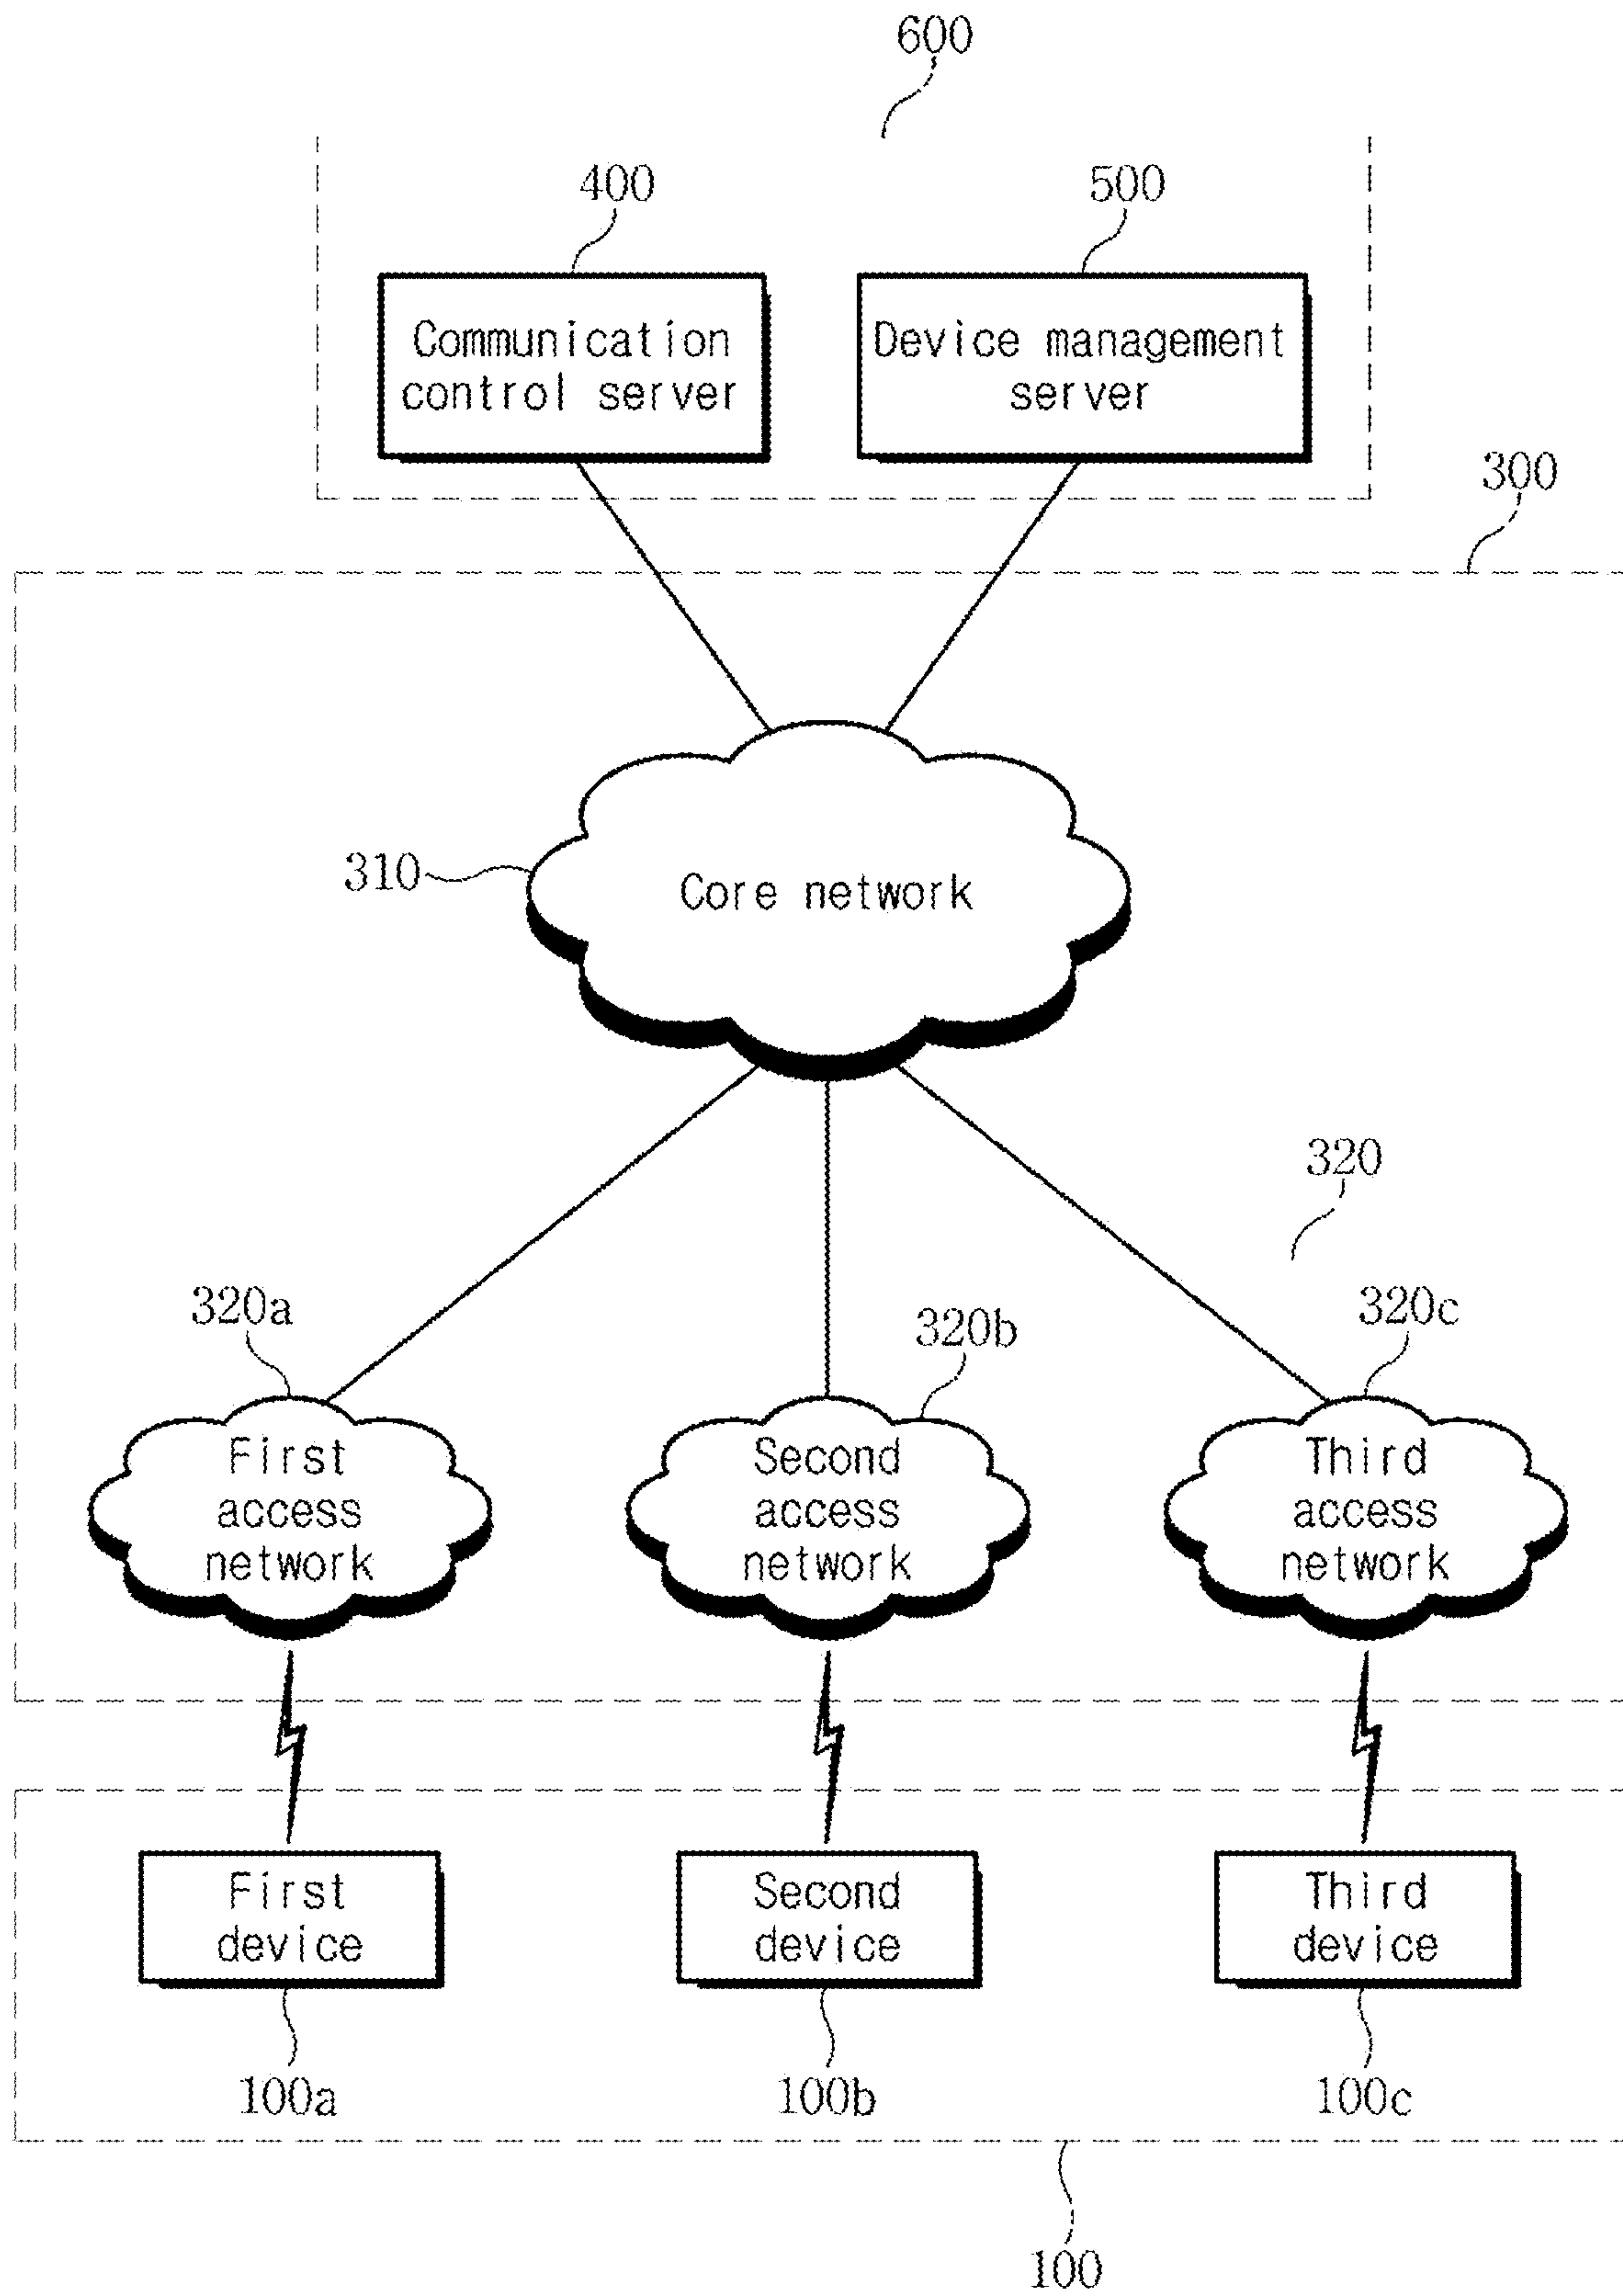 600
400
500
Communication
control server
Device management
server
300
310
Core network
320
320a
320b
320c
First
access
network
Second
access
network
Third
access
network
First
device
Second
device
Third
device
100a
100b
100c
100